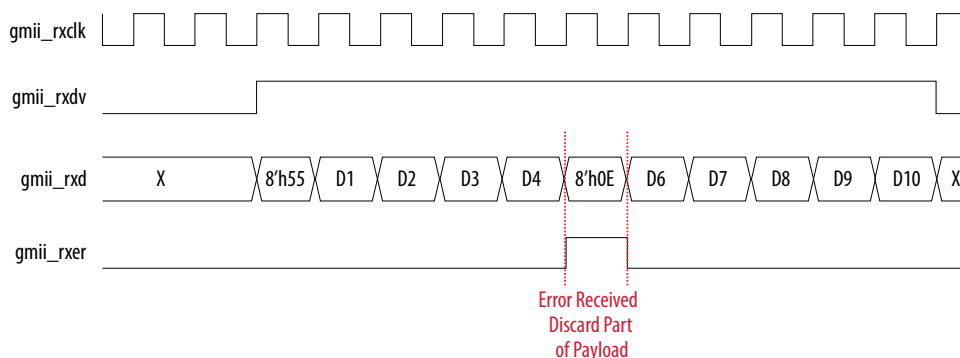 gmii_rxclk
gmii_rxdv
gmii_rxd X 8’h55 D1 D2 D3 D4 8’h0E D6 D7 D8 D9 D10 X
gmii_rxer
Error Received
Discard Part
of Payload